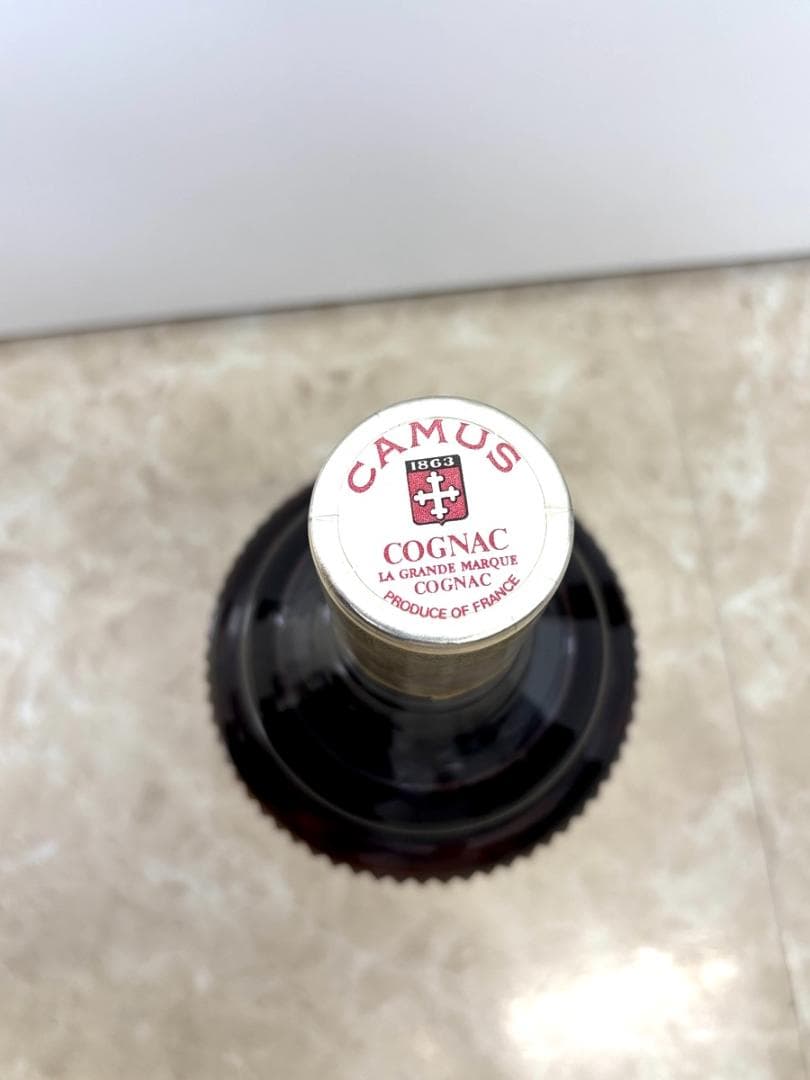 CAMUS
1863
COGNAC
LA GRANDE MARQUE
COGNAC
PRODUCE OF FRANCE